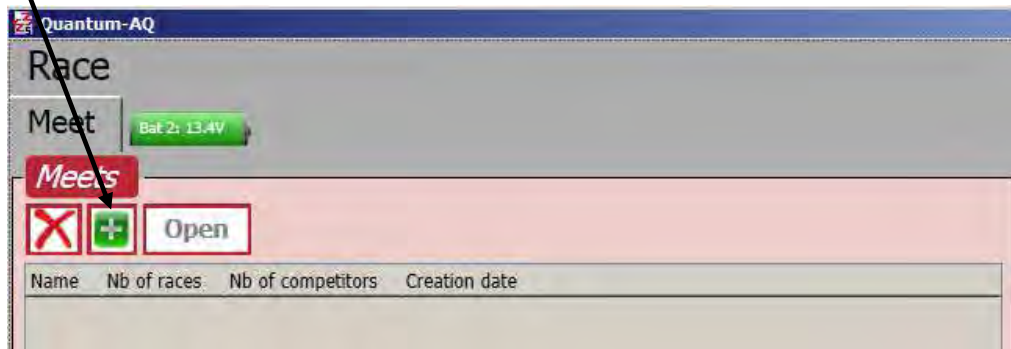 Quantum-AQ
Race
Meet Bat 2: 13.4V
Meets
Open
Name Nb of races Nb of competitors Creation date